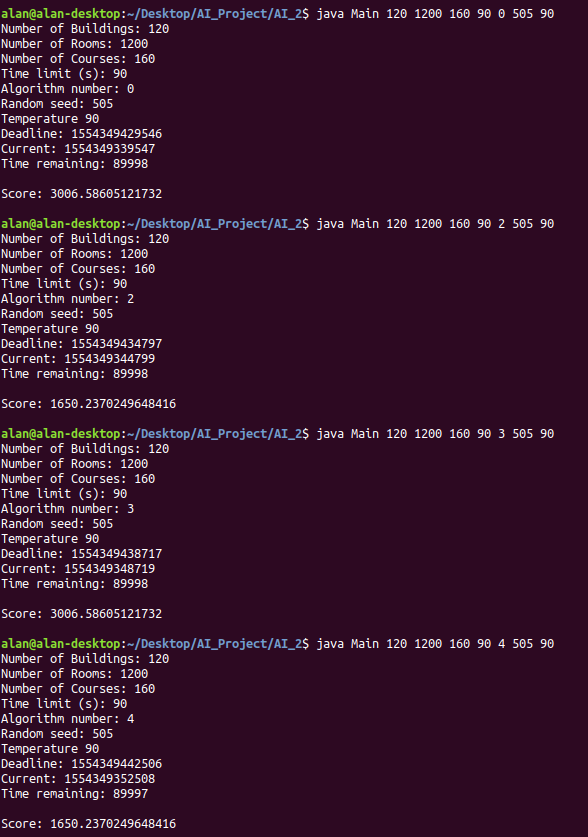 alan@alan-desktop:~/Desktop/AI_Project/AI_2$ java Main 120 1200 160 90 0 505 90
Number of Buildings: 120
Number of Rooms: 1200
Number of Courses: 160
Time limit (s): 90
Algorithm number: 0
Random seed: 505
Temperature 90
Deadline: 1554349429546
Current: 1554349339547
Time remaining: 89998

Score: 3006.58605121732

alan@alan-desktop:~/Desktop/AI_Project/AI_2$ java Main 120 1200 160 90 2 505 90
Number of Buildings: 120
Number of Rooms: 1200
Number of Courses: 160
Time limit (s): 90
Algorithm number: 2
Random seed: 505
Temperature 90
Deadline: 1554349434797
Current: 1554349344799
Time remaining: 89998

Score: 1650.2370249648416

alan@alan-desktop:~/Desktop/AI_Project/AI_2$ java Main 120 1200 160 90 3 505 90
Number of Buildings: 120
Number of Rooms: 1200
Number of Courses: 160
Time limit (s): 90
Algorithm number: 3
Random seed: 505
Temperature 90
Deadline: 1554349438717
Current: 1554349348719
Time remaining: 89998

Score: 3006.58605121732

alan@alan-desktop:~/Desktop/AI_Project/AI_2$ java Main 120 1200 160 90 4 505 90
Number of Buildings: 120
Number of Rooms: 1200
Number of Courses: 160
Time limit (s): 90
Algorithm number: 4
Random seed: 505
Temperature 90
Deadline: 1554349442506
Current: 1554349352508
Time remaining: 89997

Score: 1650.2370249648416